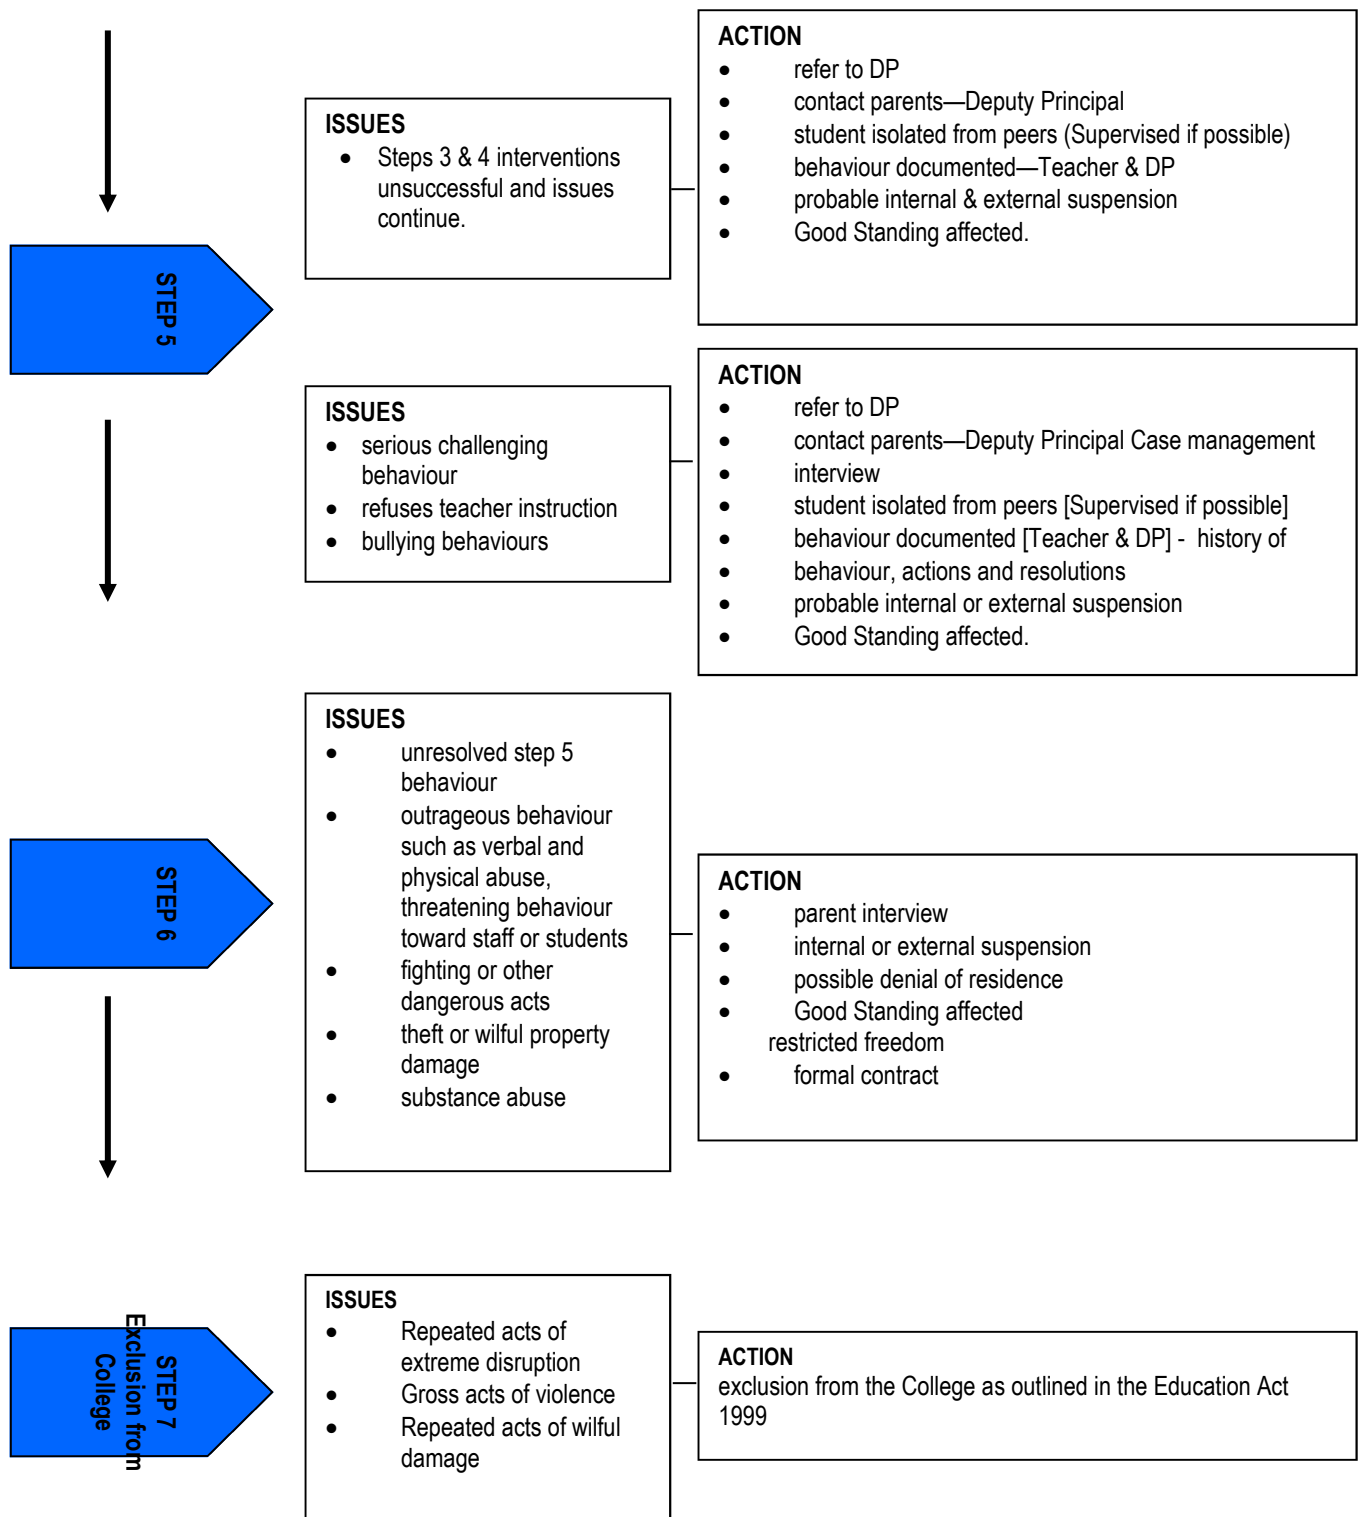 STEP 5
ISSUES
• Steps 3 & 4 interventions
unsuccessful and issues
continue.
ACTION
• refer to DP
• contact parents—Deputy Principal
• student isolated from peers (Supervised if possible)
• behaviour documented—Teacher & DP
• probable internal & external suspension
• Good Standing affected.
ISSUES
• serious challenging
behaviour
• refuses teacher instruction
• bullying behaviours
ACTION
• refer to DP
• contact parents—Deputy Principal Case management
• interview
• student isolated from peers [Supervised if possible]
• behaviour documented [Teacher & DP] - history of
• behaviour, actions and resolutions
• probable internal or external suspension
• Good Standing affected.
STEP 6
ISSUES
• unresolved step 5
behaviour
• outrageous behaviour
such as verbal and
physical abuse,
threatening behaviour
toward staff or students
• fighting or other
dangerous acts
• theft or wilful property
damage
• substance abuse
ACTION
• parent interview
• internal or external suspension
• possible denial of residence
• Good Standing affected
restricted freedom
• formal contract
STEP 7
Exclusion from
College
ISSUES
• Repeated acts of
extreme disruption
• Gross acts of violence
• Repeated acts of wilful
damage
ACTION
exclusion from the College as outlined in the Education Act
1999